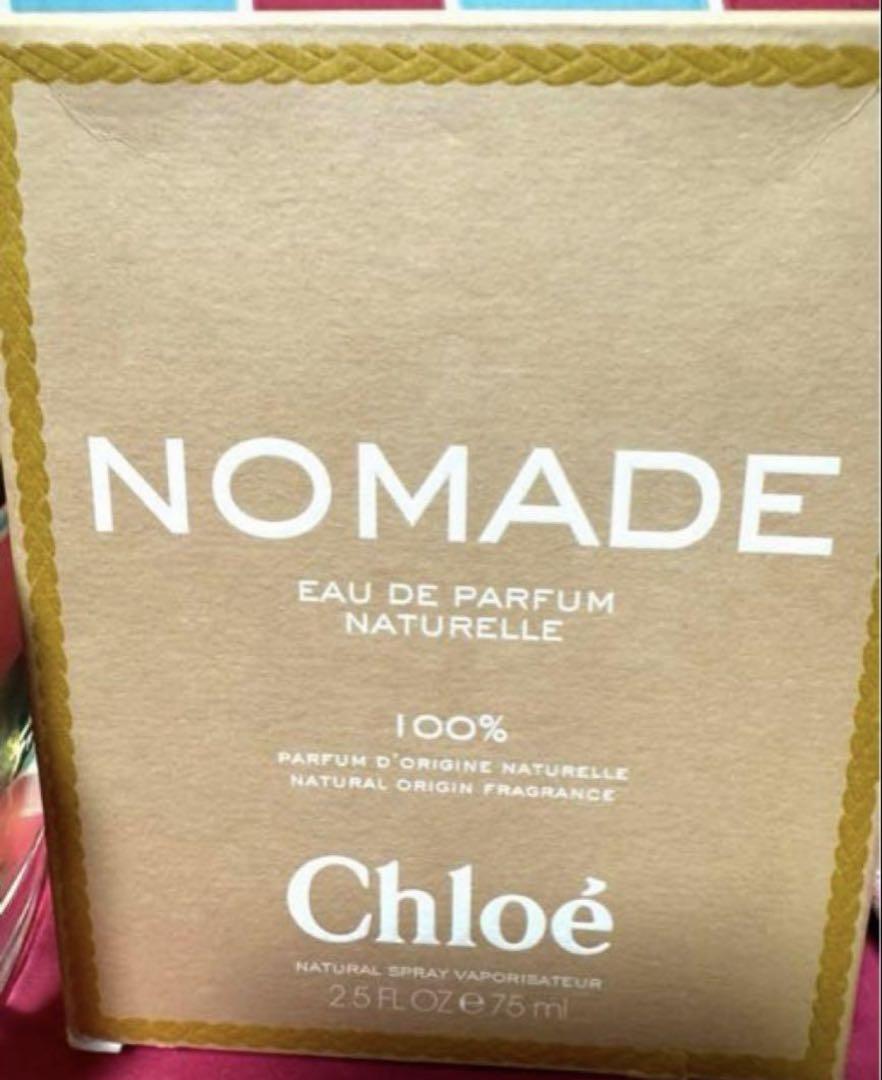 NOMADE
EAU DE PARFUM
NATURELLE
100%
PARFUM D'ORIGINE NATURELLE
NATURAL ORIGIN FRAGRANCE
Chloé
NATURAL SPRAY VAPORISATEUR
2.5 FL OZ e 75 ml